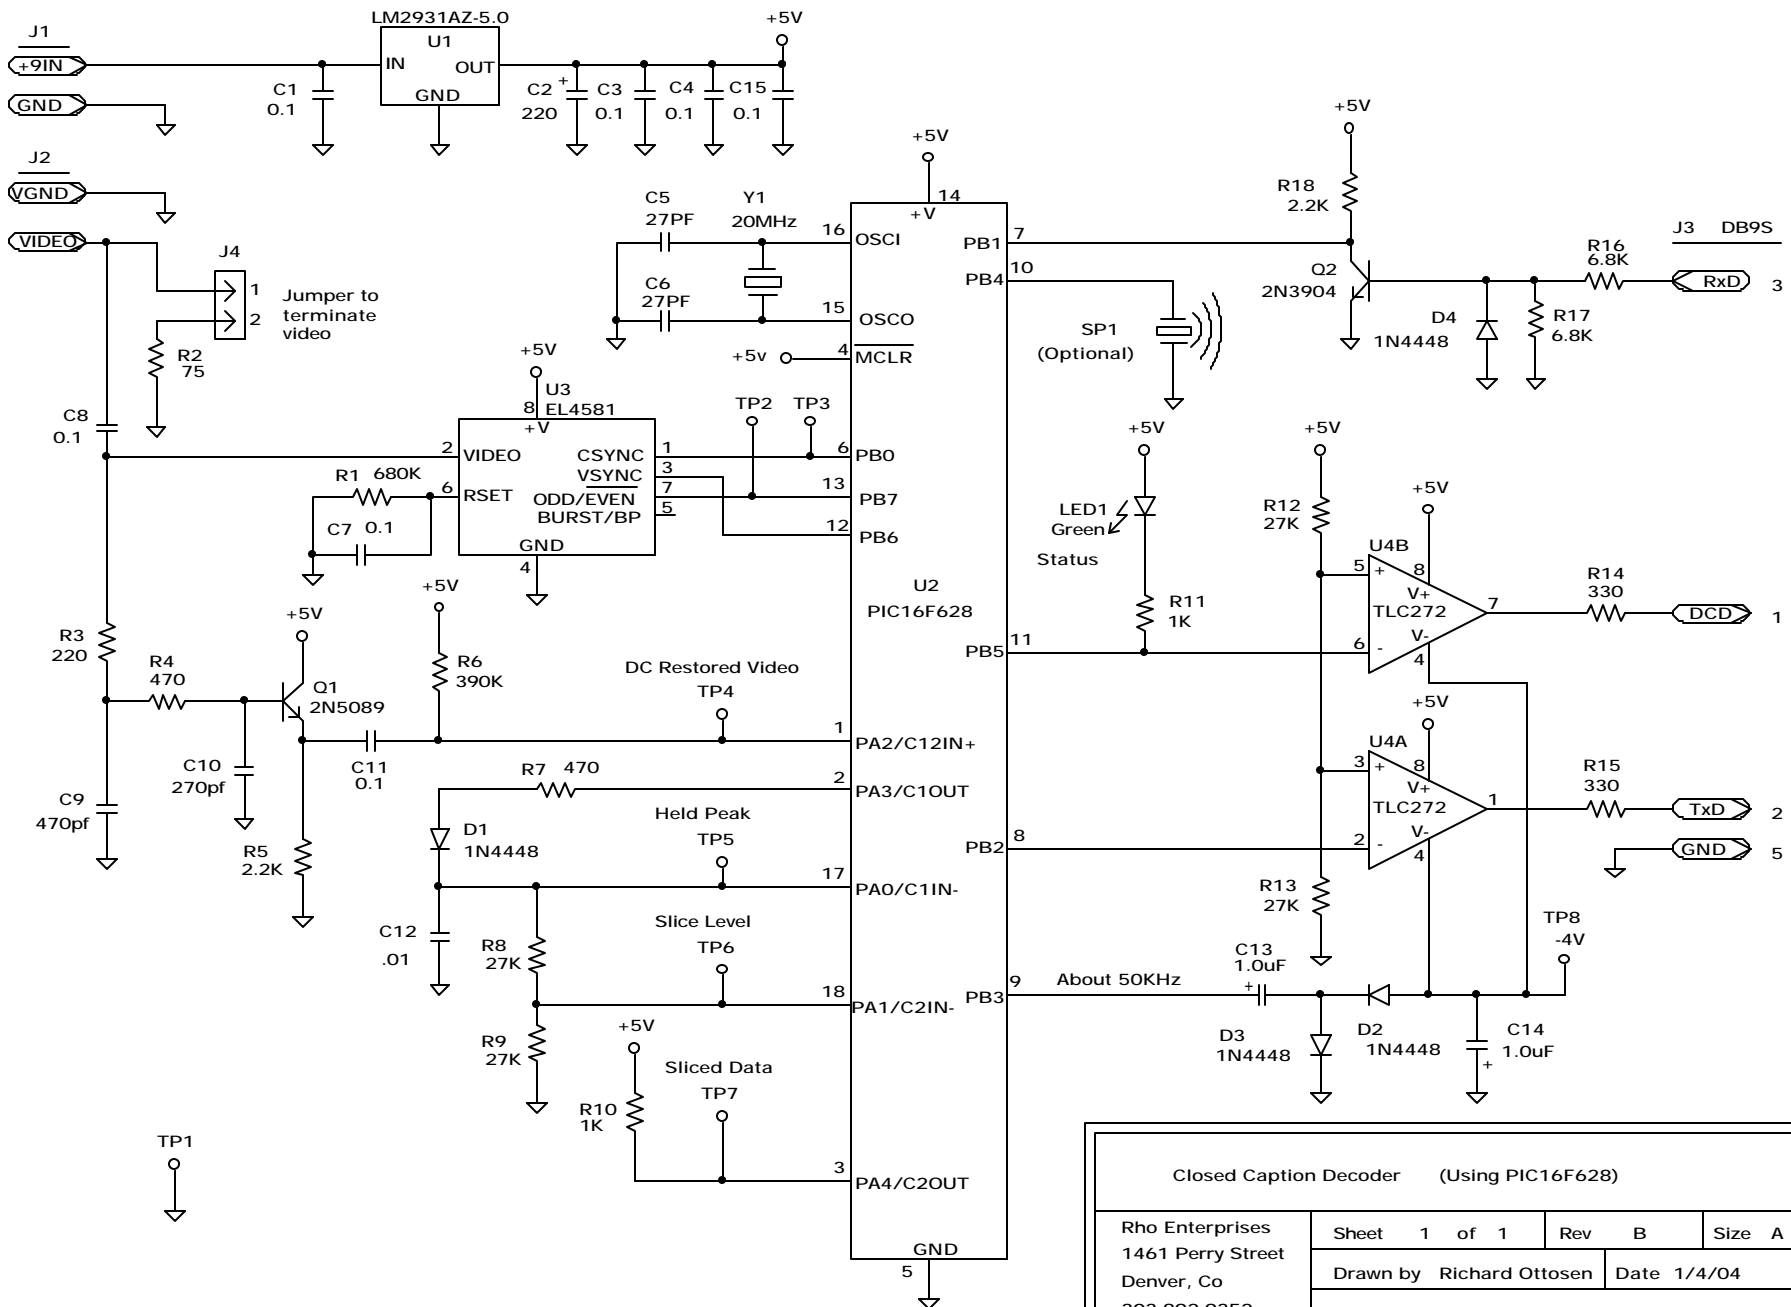 J1
+9IN
GND
J2
VGND
VIDEO
LM2931AZ-5.0
U1
IN
OUT
GND
+5V
C1
0.1
C2
+
220
C3
0.1
C4
0.1
C15
0.1
J4
1
2
Jumper to
terminate
video
R2
75
C8
0.1
C5
27PF
C6
27PF
Y1
20MHz
+5V
14
+V
16
OSCI
15
OSCO
+5v
4
MCLR
+5V
U3
8
EL4581
+V
2
VIDEO
CSYNC
1
VSYNC
3
ODD/EVEN
7
BURST/BP
5
6
RSET
GND
4
R1
680K
C7
0.1
TP2
TP3
6
PB0
13
PB7
12
PB6
U2
PIC16F628
R3
220
R4
470
+5V
Q1
2N5089
C9
470pf
C10
270pf
R5
2.2K
C11
0.1
+5V
R6
390K
DC Restored Video
TP4
1
PA2/C12IN+
R7
470
2
PA3/C1OUT
D1
1N4448
Held Peak
TP5
17
PA0/C1IN-
C12
.01
R8
27K
Slice Level
TP6
18
PA1/C2IN-
R9
27K
+5V
R10
1K
Sliced Data
TP7
3
PA4/C2OUT
GND
5
TP1
PB1
7
PB4
10
SP1
(Optional)
+5V
R18
2.2K
Q2
2N3904
D4
1N4448
R16
6.8K
R17
6.8K
J3 DB9S
RxD
3
+5V
LED1
Green
Status
R11
1K
PB5
11
+5V
R12
27K
+5V
U4B
5
+
8
V+
TLC272
7
V-
6
-
4
R14
330
DCD
1
+5V
U4A
3
+
8
V+
TLC272
1
V-
2
-
4
R15
330
TxD
2
GND
5
PB2
8
R13
27K
PB3
9
About 50KHz
C13
1.0uF
+
D3
1N4448
D2
1N4448
C14
1.0uF
+
TP8
-4V
Closed Caption Decoder (Using PIC16F628)
Rho Enterprises
1461 Perry Street
Denver, Co
Sheet 1 of 1
Rev B
Size A
Drawn by Richard Ottosen
Date 1/4/04